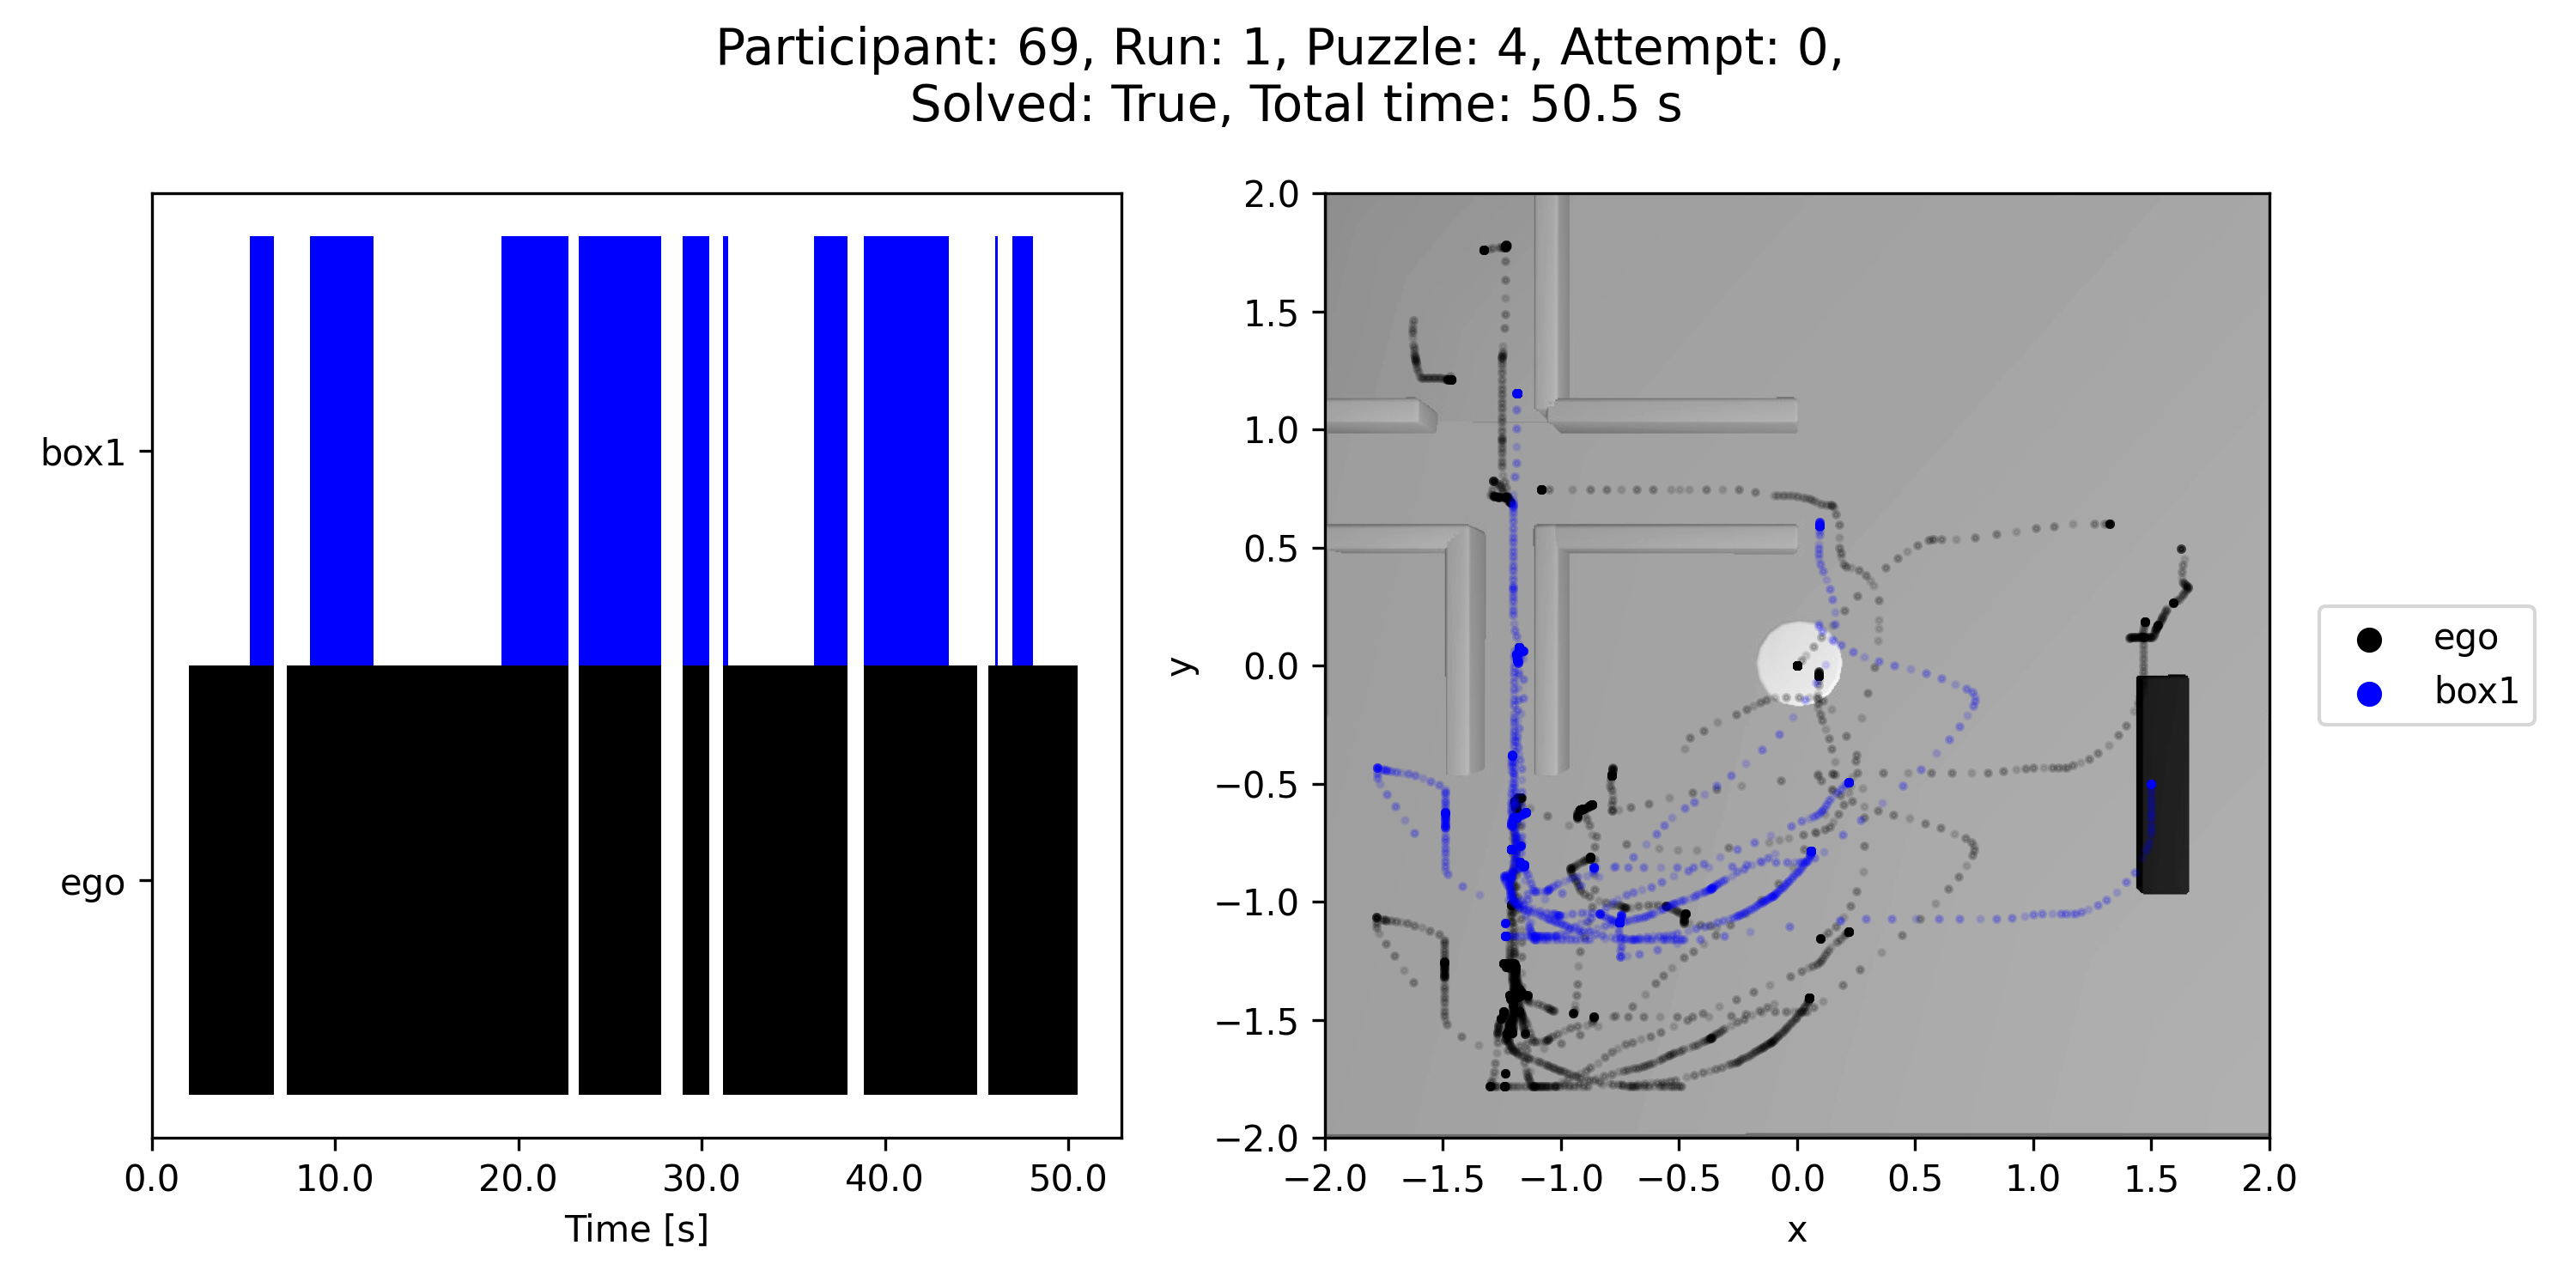 Participant: 69, Run: 1, Puzzle: 4, Attempt: 0,
Solved: True, Total time: 50.5 s
box1
ego
0.0 10.0 20.0 30.0 40.0 50.0
Time [s]
2.0
1.5
1.0
0.5
0.0
−0.5
−1.0
−1.5
−2.0
y
−2.0 −1.5 −1.0 −0.5 0.0 0.5 1.0 1.5 2.0
x
ego
box1